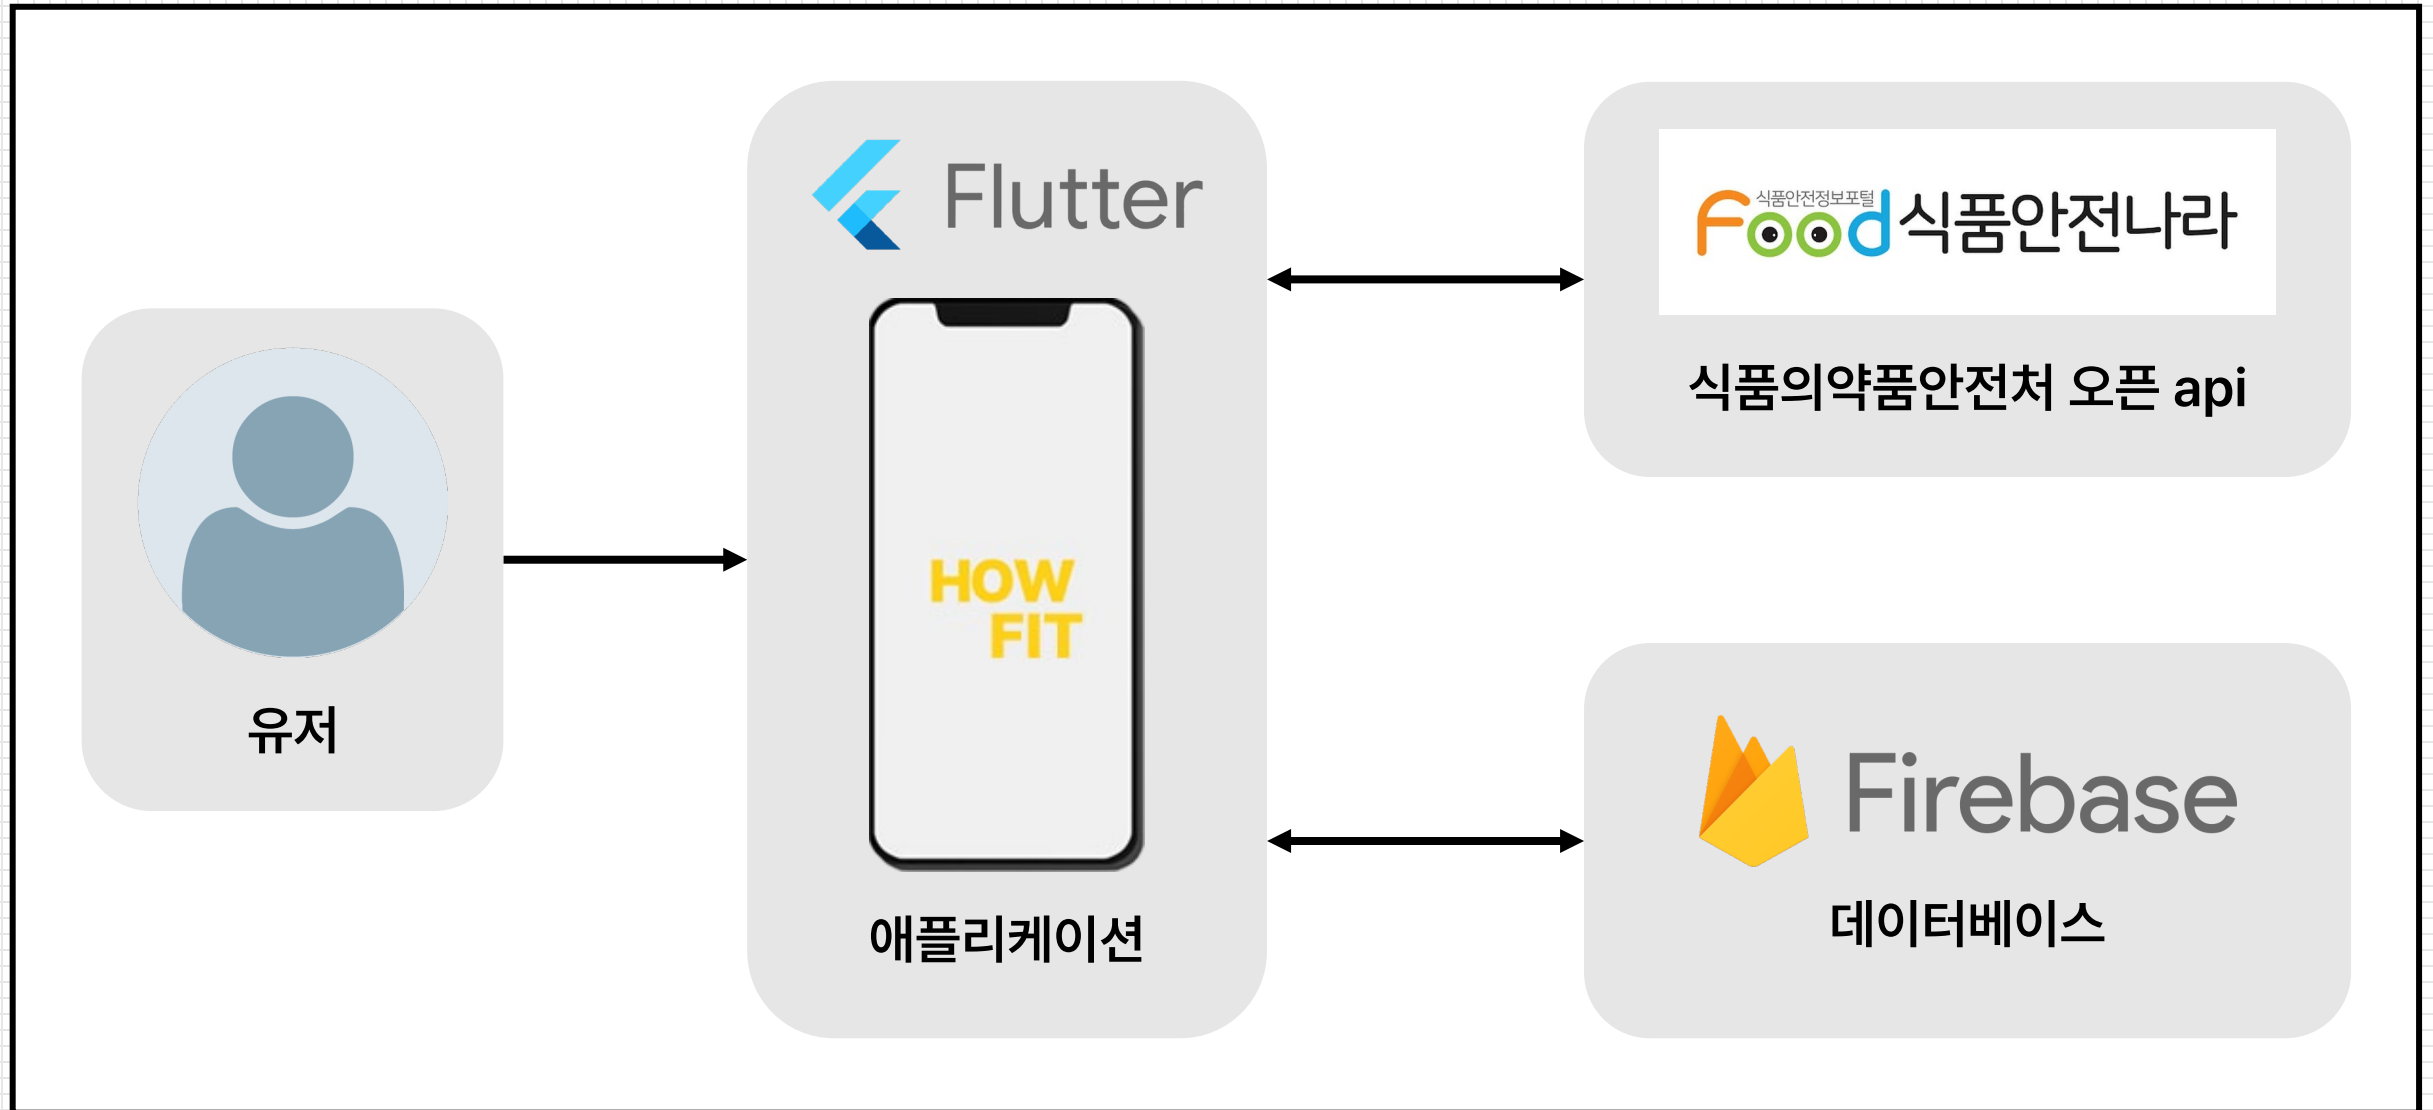 유저
Flutter
HOW
FIT
애플리케이션
식품안전정보포털
Food 식품안전나라
식품의약품안전처 오픈 api
Firebase
데이터베이스